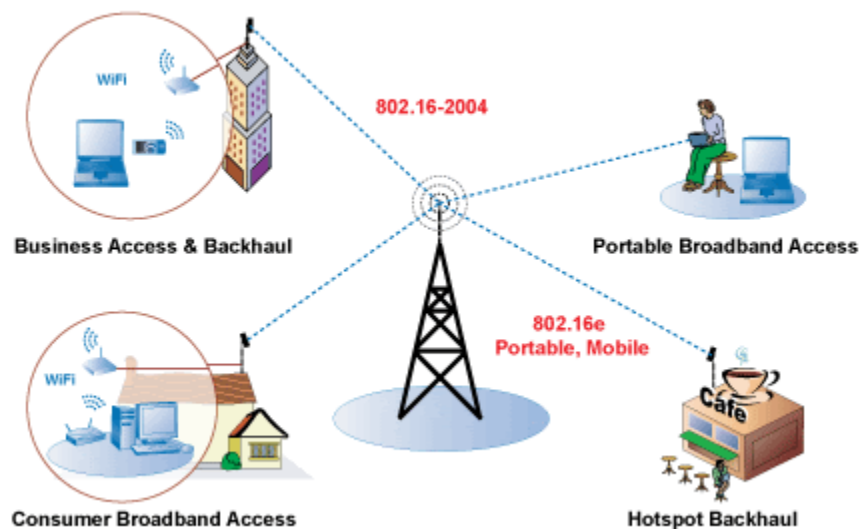 WiFi
802.16-2004
Business Access & Backhaul
Portable Broadband Access
802.16e
Portable, Mobile
WiFi
Cafe
Consumer Broadband Access
Hotspot Backhaul